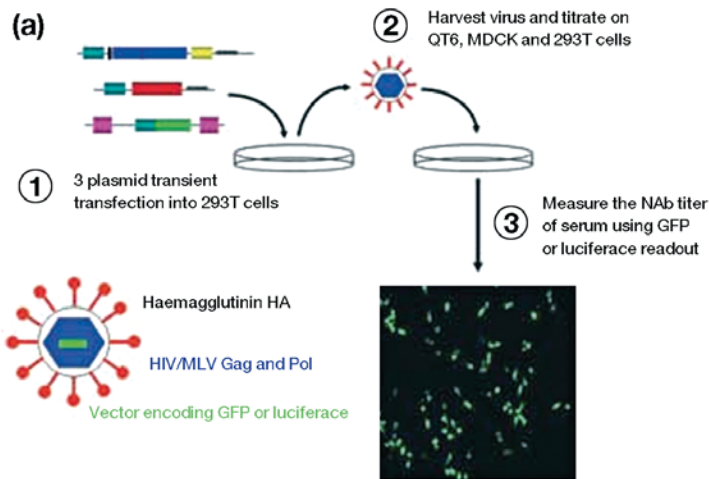 (a)
① 3 plasmid transient
transfection into 293T cells
② Harvest virus and titrate on
QT6, MDCK and 293T cells
③ Measure the NAb titer
of serum using GFP
or luciferace readout
Haemagglutinin HA
HIV/MLV Gag and Pol
Vector encoding GFP or luciferace